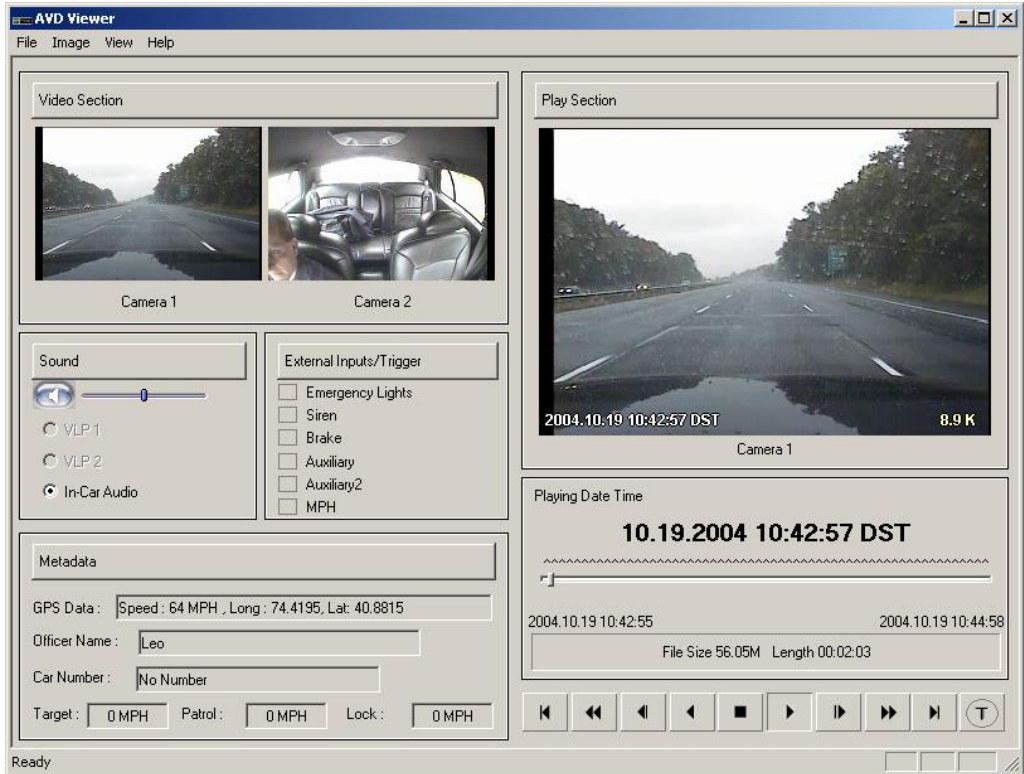 AVD Viewer
File Image View Help
Video Section
Camera 1
Camera 2
Sound
VLP 1
VLP 2
In-Car Audio
External Inputs/Trigger
Emergency Lights
Siren
Brake
Auxiliary
Auxiliary2
MPH
Metadata
GPS Data : Speed : 64 MPH , Long : 74.4195, Lat: 40.8815
Officer Name : Leo
Car Number : No Number
Target : 0 MPH Patrol : 0 MPH Lock : 0 MPH
Play Section
2004.10.19 10:42:57 DST 8.9 K
Camera 1
Playing Date Time
10.19.2004 10:42:57 DST
2004.10.19 10:42:55 2004.10.19 10:44:58
File Size 56.05M Length 00:02:03
T
Ready